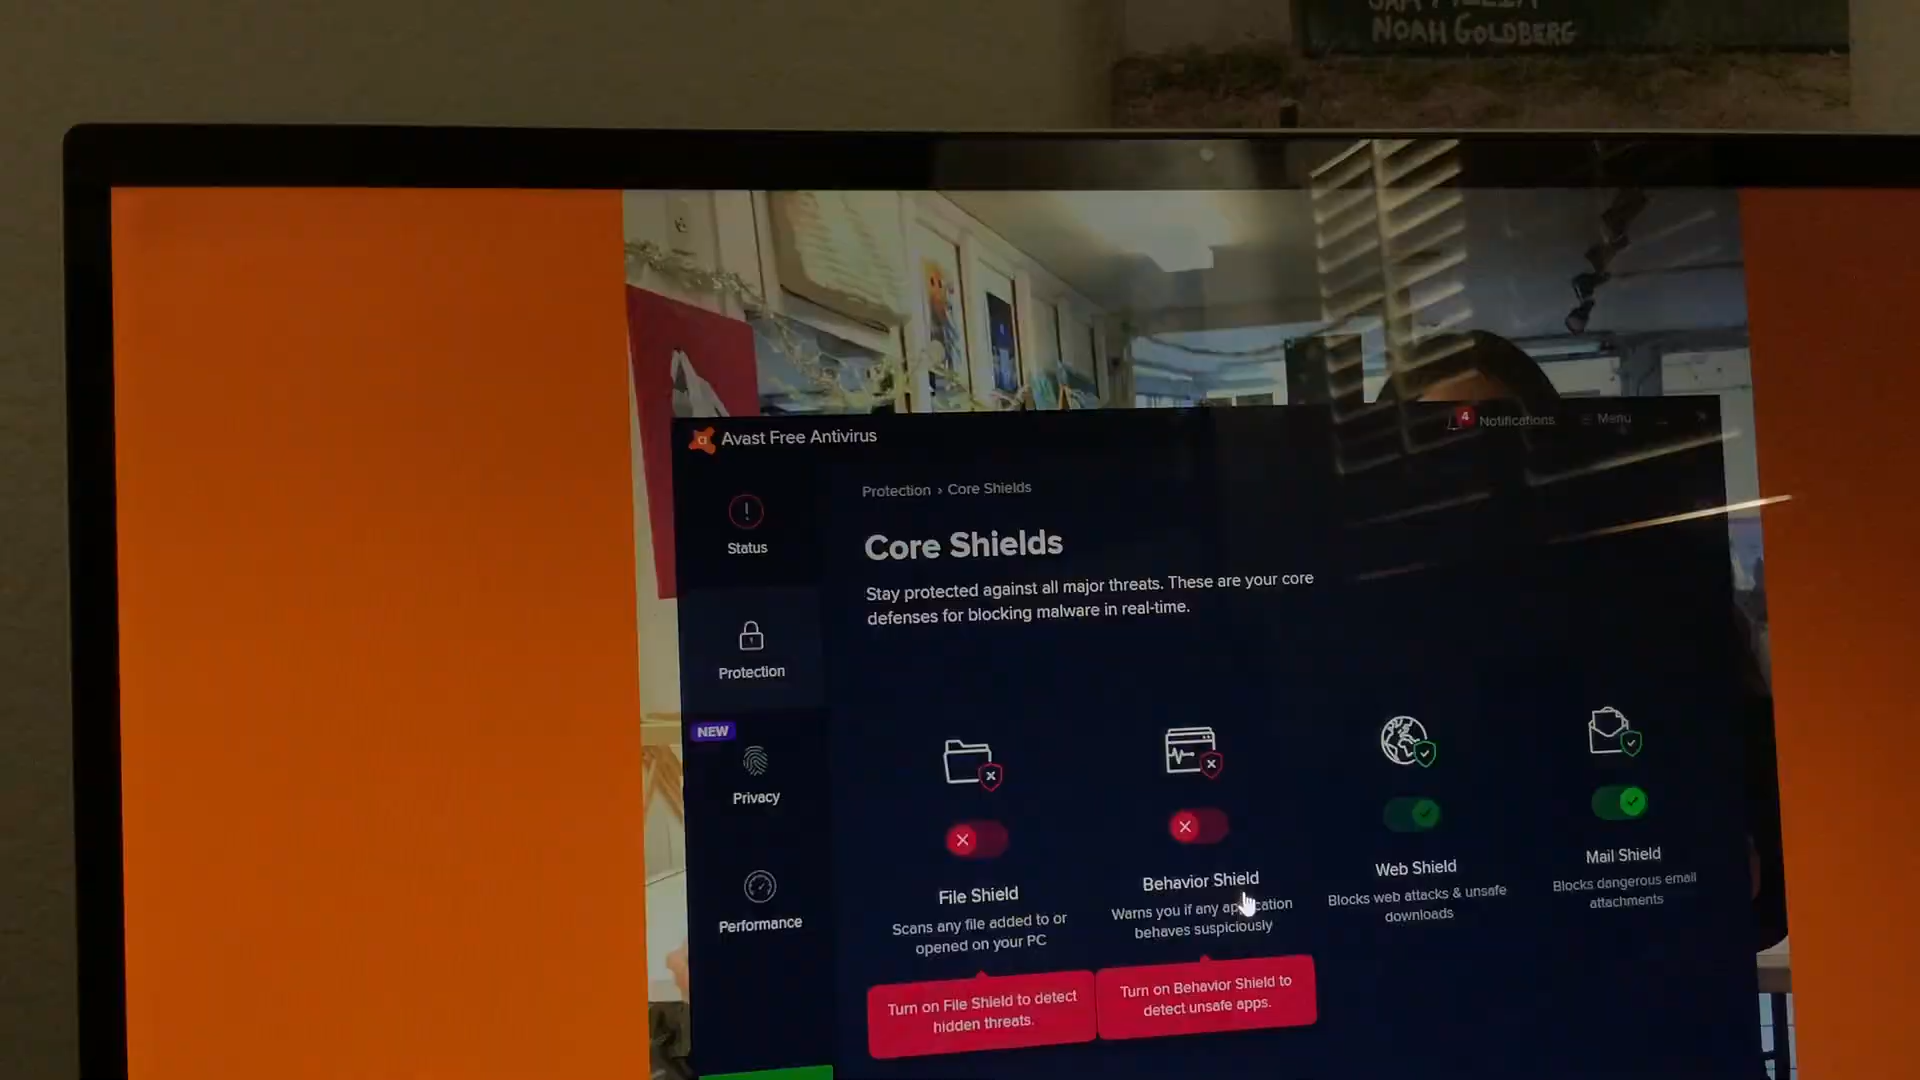 NOAH GOLDBERG
Avast Free Antivirus
4
Notifications
Menu
Protection › Core Shields
Core Shields
Stay protected against all major threats. These are your core
defenses for blocking malware in real-time.
Status
Protection
NEW
Privacy
Performance
File Shield
Scans any file added to or
opened on your PC
Turn on File Shield to detect
hidden threats.
Behavior Shield
Warns you if any application
behaves suspiciously
Turn on Behavior Shield to
detect unsafe apps.
Web Shield
Blocks web attacks & unsafe
downloads
Mail Shield
Blocks dangerous email
attachments